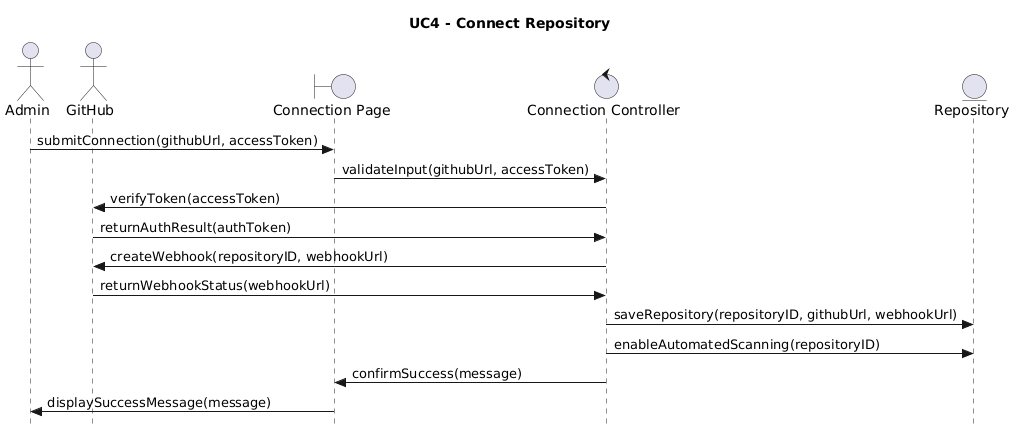 UC4 - Connect Repository
Admin
GitHub
Connection Page
Connection Controller
Repository
submitConnection(githubUrl, accessToken)
validateInput(githubUrl, accessToken)
verifyToken(accessToken)
returnAuthResult(authToken)
createWebhook(repositoryID, webhookUrl)
returnWebhookStatus(webhookUrl)
saveRepository(repositoryID, githubUrl, webhookUrl)
enableAutomatedScanning(repositoryID)
confirmSuccess(message)
displaySuccessMessage(message)